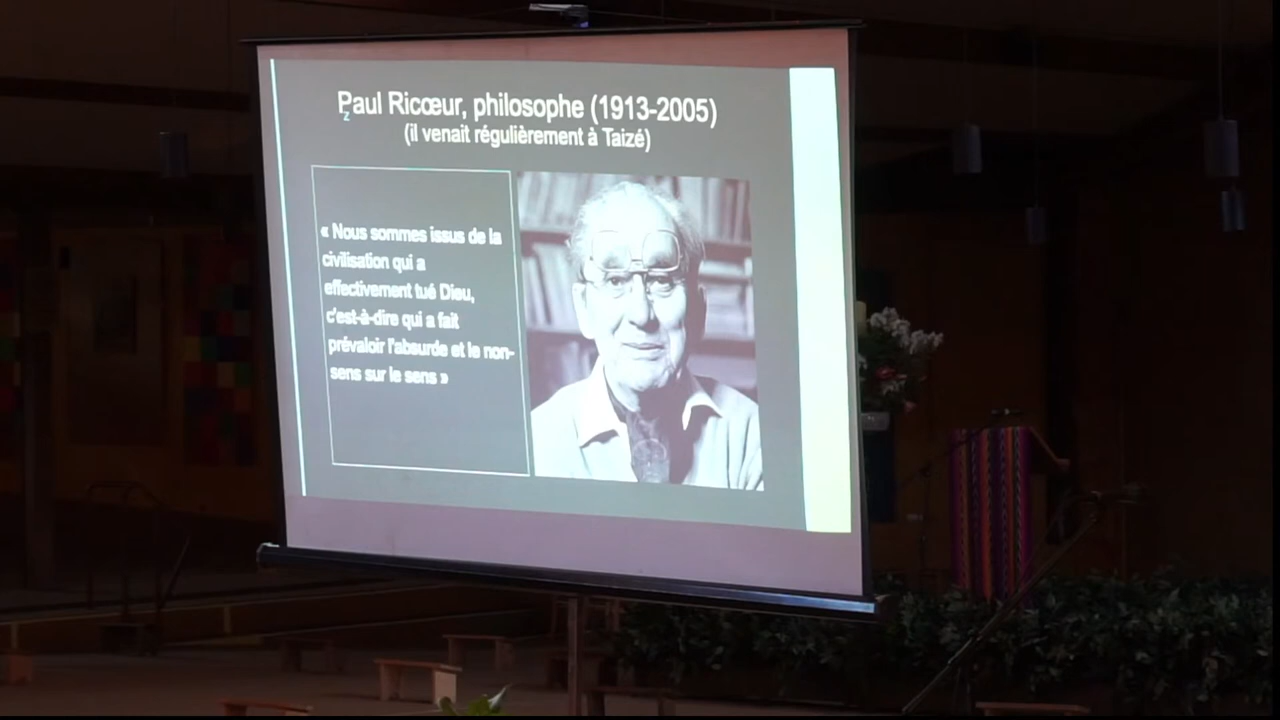 Paul Ricœur, philosophe (1913-2005)
(il venait régulièrement à Taizé)
« Nous sommes issus de la
civilisation qui a
effectivement tué Dieu,
c'est-à-dire qui a fait
prévaloir l'absurde et le non-
sens sur le sens »